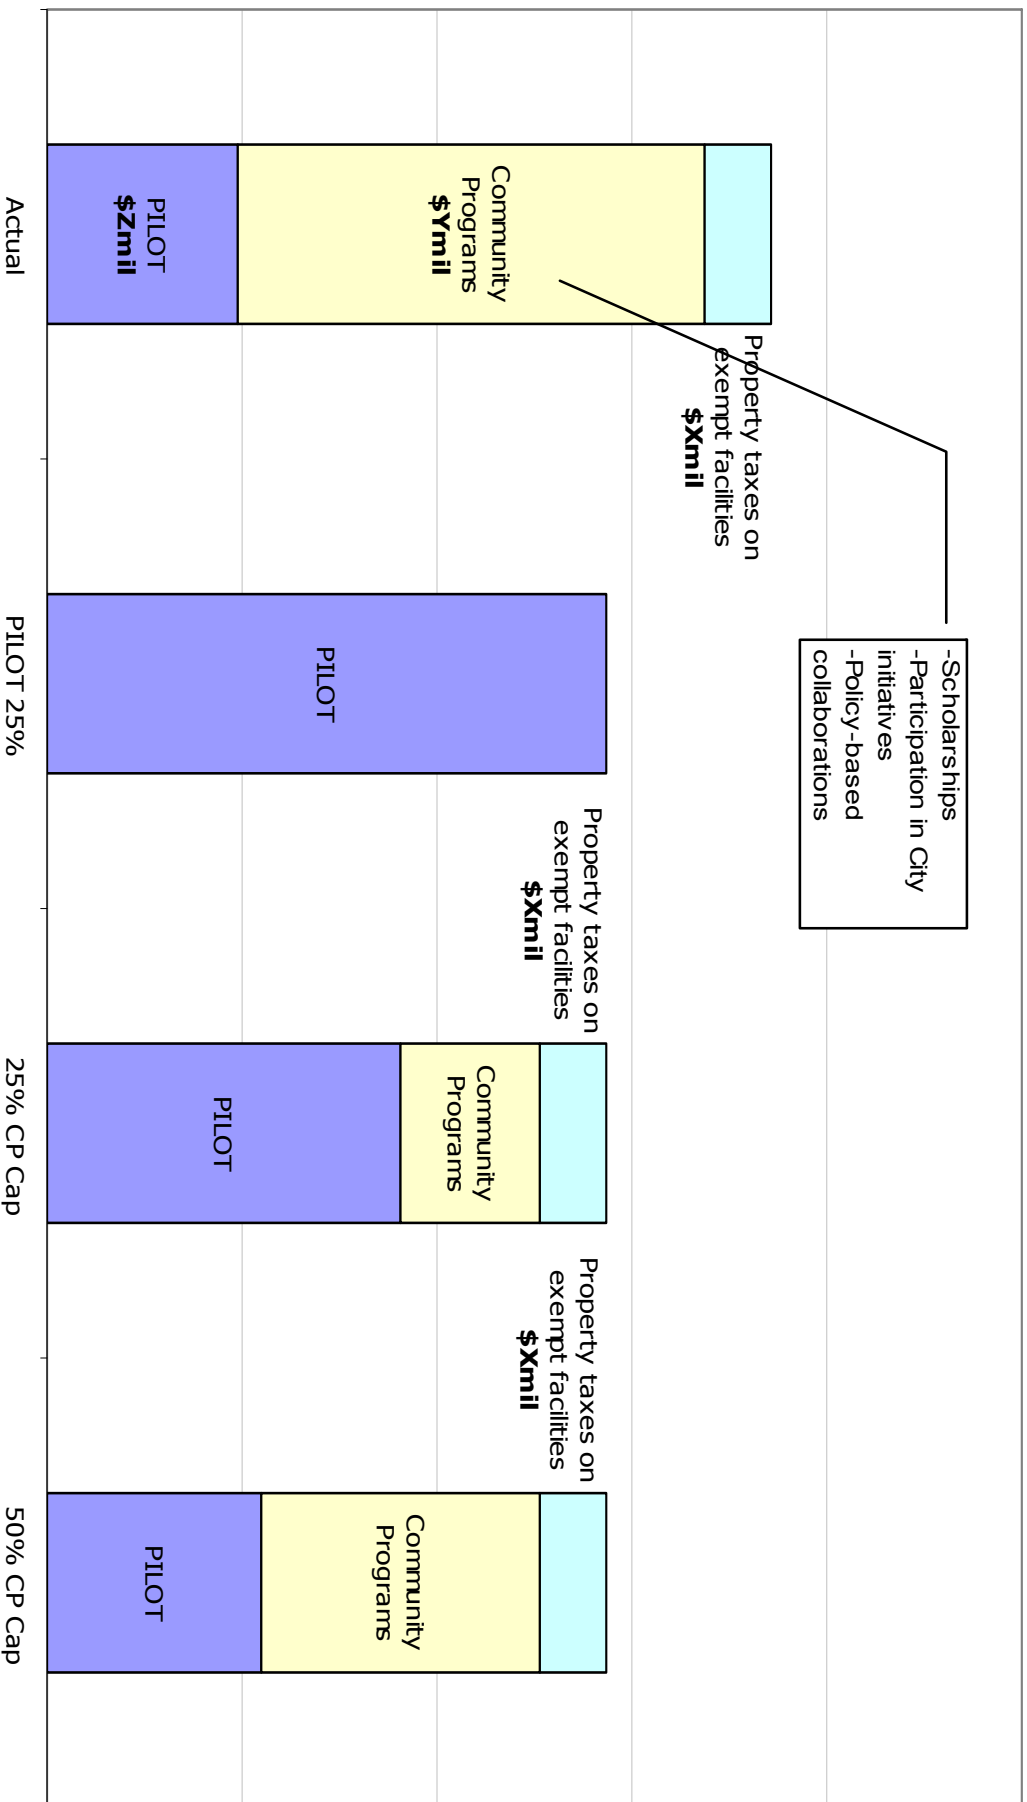 -Scholarships
-Participation in City
initiatives
-Policy-based
collaborations
Property taxes on
exempt facilities
$Xmil
Community
Programs
$Ymil
PILOT
$Zmil
PILOT
Property taxes on
exempt facilities
$Xmil
Community
Programs
PILOT
Property taxes on
exempt facilities
$Xmil
Community
Programs
PILOT
Actual
PILOT 25%
25% CP Cap
50% CP Cap